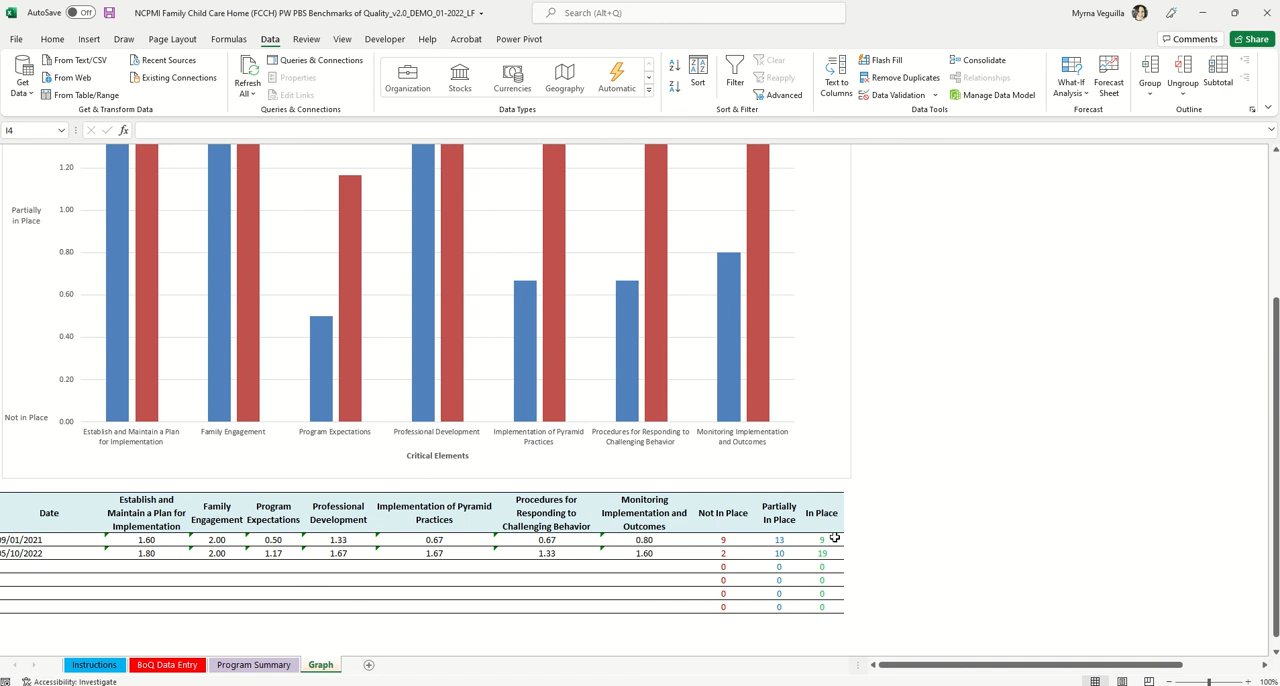 AutoSave Off NCPMI Family Child Care Home (FCCH) PW PBS Benchmarks of Quality_v2.0_DEMO_01-2022_LF Search (Alt+Q) Myrna Veguilla
File Home Insert Draw Page Layout Formulas Data Review View Developer Help Acrobat Power Pivot Comments Share
Get Data
From Text/CSV
From Web
From Table/Range
Recent Sources
Existing Connections
Get & Transform Data
Refresh All
Queries & Connections
Properties
Edit Links
Queries & Connections
Organization Stocks Currencies Geography Automatic
Data Types
Sort Filter
Clear
Reapply
Advanced
Sort & Filter
Text to Columns
Flash Fill
Remove Duplicates
Data Validation
Consolidate
Relationships
Manage Data Model
Data Tools
What-If Analysis
Forecast Sheet
Forecast
Group Ungroup Subtotal
Outline
I4 fx
1.20
Partially in Place
1.00
0.80
0.60
0.40
0.20
Not in Place
0.00
Establish and Maintain a Plan for Implementation
Family Engagement
Program Expectations
Professional Development
Implementation of Pyramid Practices
Procedures for Responding to Challenging Behavior
Monitoring Implementation and Outcomes
Critical Elements
Date Establish and Maintain a Plan for Implementation Family Engagement Program Expectations Professional Development Implementation of Pyramid Practices Procedures for Responding to Challenging Behavior Monitoring Implementation and Outcomes Not In Place Partially In Place In Place
09/01/2021 1.60 2.00 0.50 1.33 0.67 0.67 0.80 9 13 9
05/10/2022 1.80 2.00 1.17 1.67 1.67 1.33 1.60 2 10 19
0 0 0
0 0 0
0 0 0
0 0 0
Instructions BoQ Data Entry Program Summary Graph
Accessibility: Investigate 100%